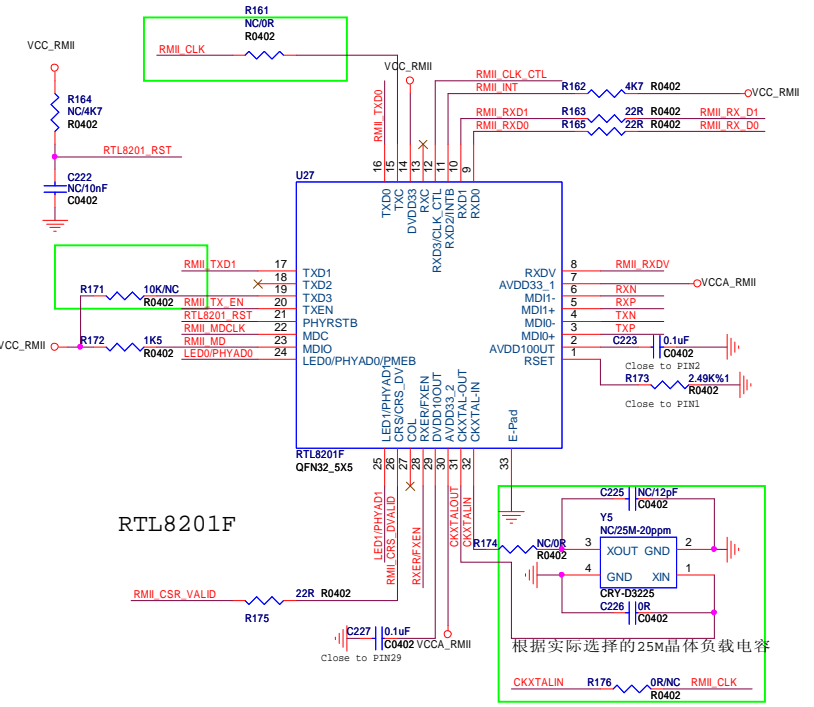 R161
NC/0R
R0402
RMII_CLK
VCC_RMII
R164
NC/4K7
R0402
RTL8201_RST
C222
NC/10nF
C0402
VCC_RMII
RMII_TXD0
RMII_CLK_CTL
RMII_INT
R162
4K7
R0402
VCC_RMII
RMII_RXD1
R163
22R
R0402
RMII_RX_D1
RMII_RXD0
R165
22R
R0402
RMII_RX_D0
16
15
14
13
12
11
10
9
U27
TXD0
TXC
DVDD33
RXC
RXD3/CLK_CTL
RXD2/INTB
RXD1
RXD0
RMII_TXD1
17
TXD1
18
TXD2
R171
10K/NC
R0402
19
TXD3
RMII_TX_EN
20
TXEN
RTL8201_RST
21
PHYRSTB
RMII_MDCLK
22
MDC
VCC_RMII
R172
1K5
R0402
RMII_MD
23
MDIO
LED0/PHYAD0
24
LED0/PHYAD0/PMEB
RXDV
8
RMII_RXDV
AVDD33_1
7
VCCA_RMII
MDI1-
6
RXN
MDI1+
5
RXP
MDI0-
4
TXN
MDI0+
3
TXP
AVDD100UT
2
C223
0.1uF
C0402
Close to PIN2
RSET
1
R173
2.49K%1
R0402
Close to PIN1
LED1/PHYAD1
CRS/CRS_DV
COL
RXER/FXEN
DVDD10OUT
AVDD33_2
CKXTAL-OUT
CKXTAL-IN
E-Pad
RTL8201F
QFN32_5X5
25
26
27
28
29
30
31
32
33
LED1/PHYAD1
RMII_CRS_DVALID
RXER/FXEN
CKXTALOUT
CKXTALIN
RTL8201F
RMII_CSR_VALID
22R
R0402
R175
C227
0.1uF
C0402
VCCA_RMII
Close to PIN29
C225
NC/12pF
C0402
Y5
NC/25M-20ppm
R174
NC/0R
R0402
3
XOUT
GND
2
4
GND
XIN
1
CRY-D3225
C226
0R
C0402
根据实际选择的25M晶体负载电容
CKXTALIN
R176
0R/NC
R0402
RMII_CLK